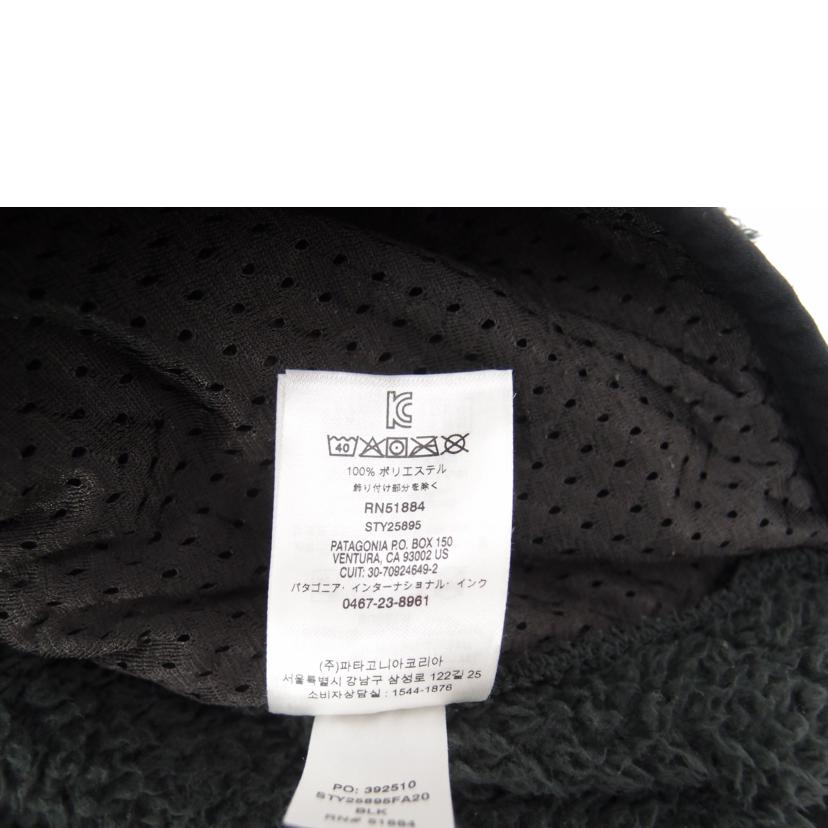 KC
40
100% ポリエステル
飾り付け部分を除く
RN51884
STY25895
PATAGONIA P.O. BOX 150
VENTURA, CA 93002 US
CUIT: 30-70924649-2
パタゴニア・インターナショナル・インク
0467-23-8961
(주)파타고니아코리아
서울특별시 강남구 삼성로 122길 25
소비자상담실 : 1544-1876
PO: 392510
STY25895FA20
BLK
RN# 51884